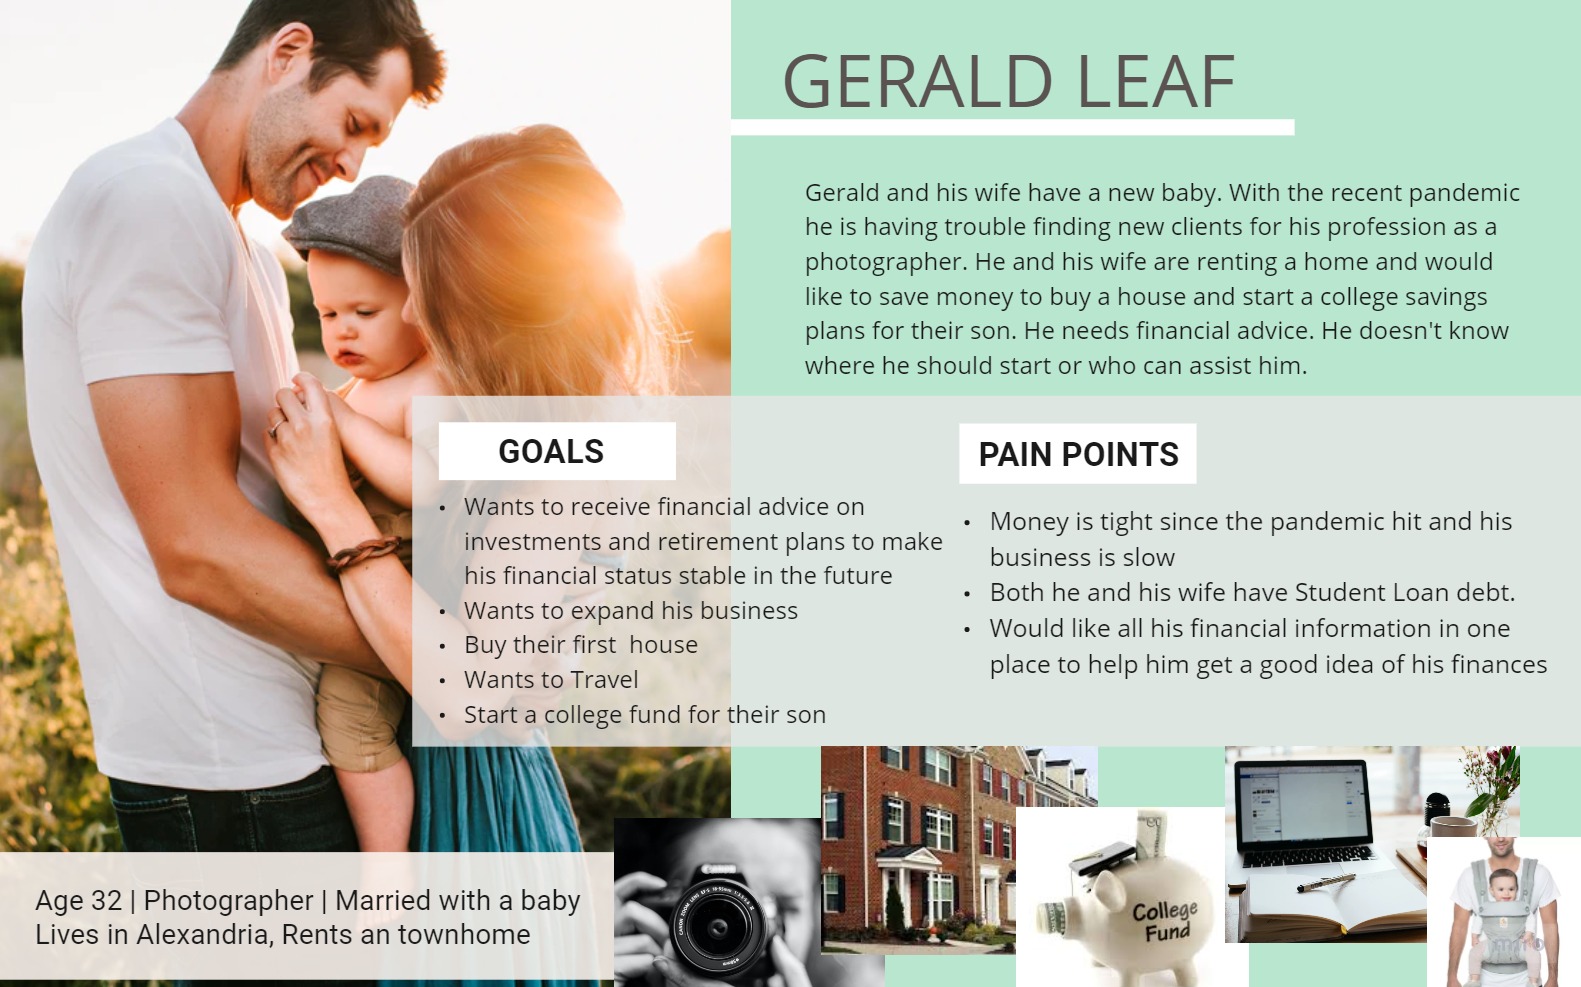 GERALD LEAF
Gerald and his wife have a new baby. With the recent pandemic
he is having trouble finding new clients for his profession as a
photographer. He and his wife are renting a home and would
like to save money to buy a house and start a college savings
plans for their son. He needs financial advice. He doesn't know
where he should start or who can assist him.
GOALS
• Wants to receive financial advice on
investments and retirement plans to make
his financial status stable in the future
• Wants to expand his business
• Buy their first  house
• Wants to Travel
• Start a college fund for their son
PAIN POINTS
• Money is tight since the pandemic hit and his
business is slow
• Both he and his wife have Student Loan debt.
• Would like all his financial information in one
place to help him get a good idea of his finances
Age 32 | Photographer | Married with a baby
Lives in Alexandria, Rents an townhome
Canon
CANON ZOOM LENS EF-S 18-55mm
College
Fund